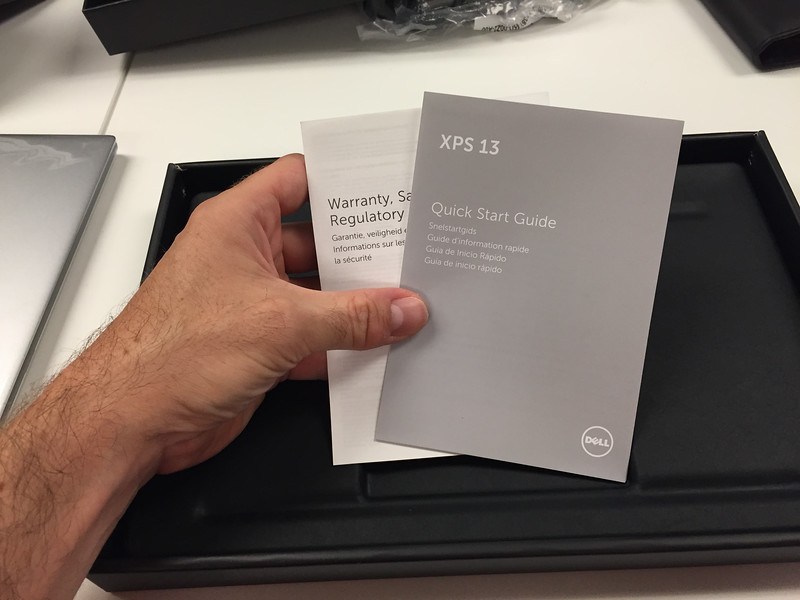 XPS 13
Quick Start Guide
Snelstartgids
Guide d'information rapide
Guia de Início Rápido
Guía de inicio rápido
DELL
Warranty, Sa
Regulatory
Garantie, veiligheid e
Informations sur les
la sécurité